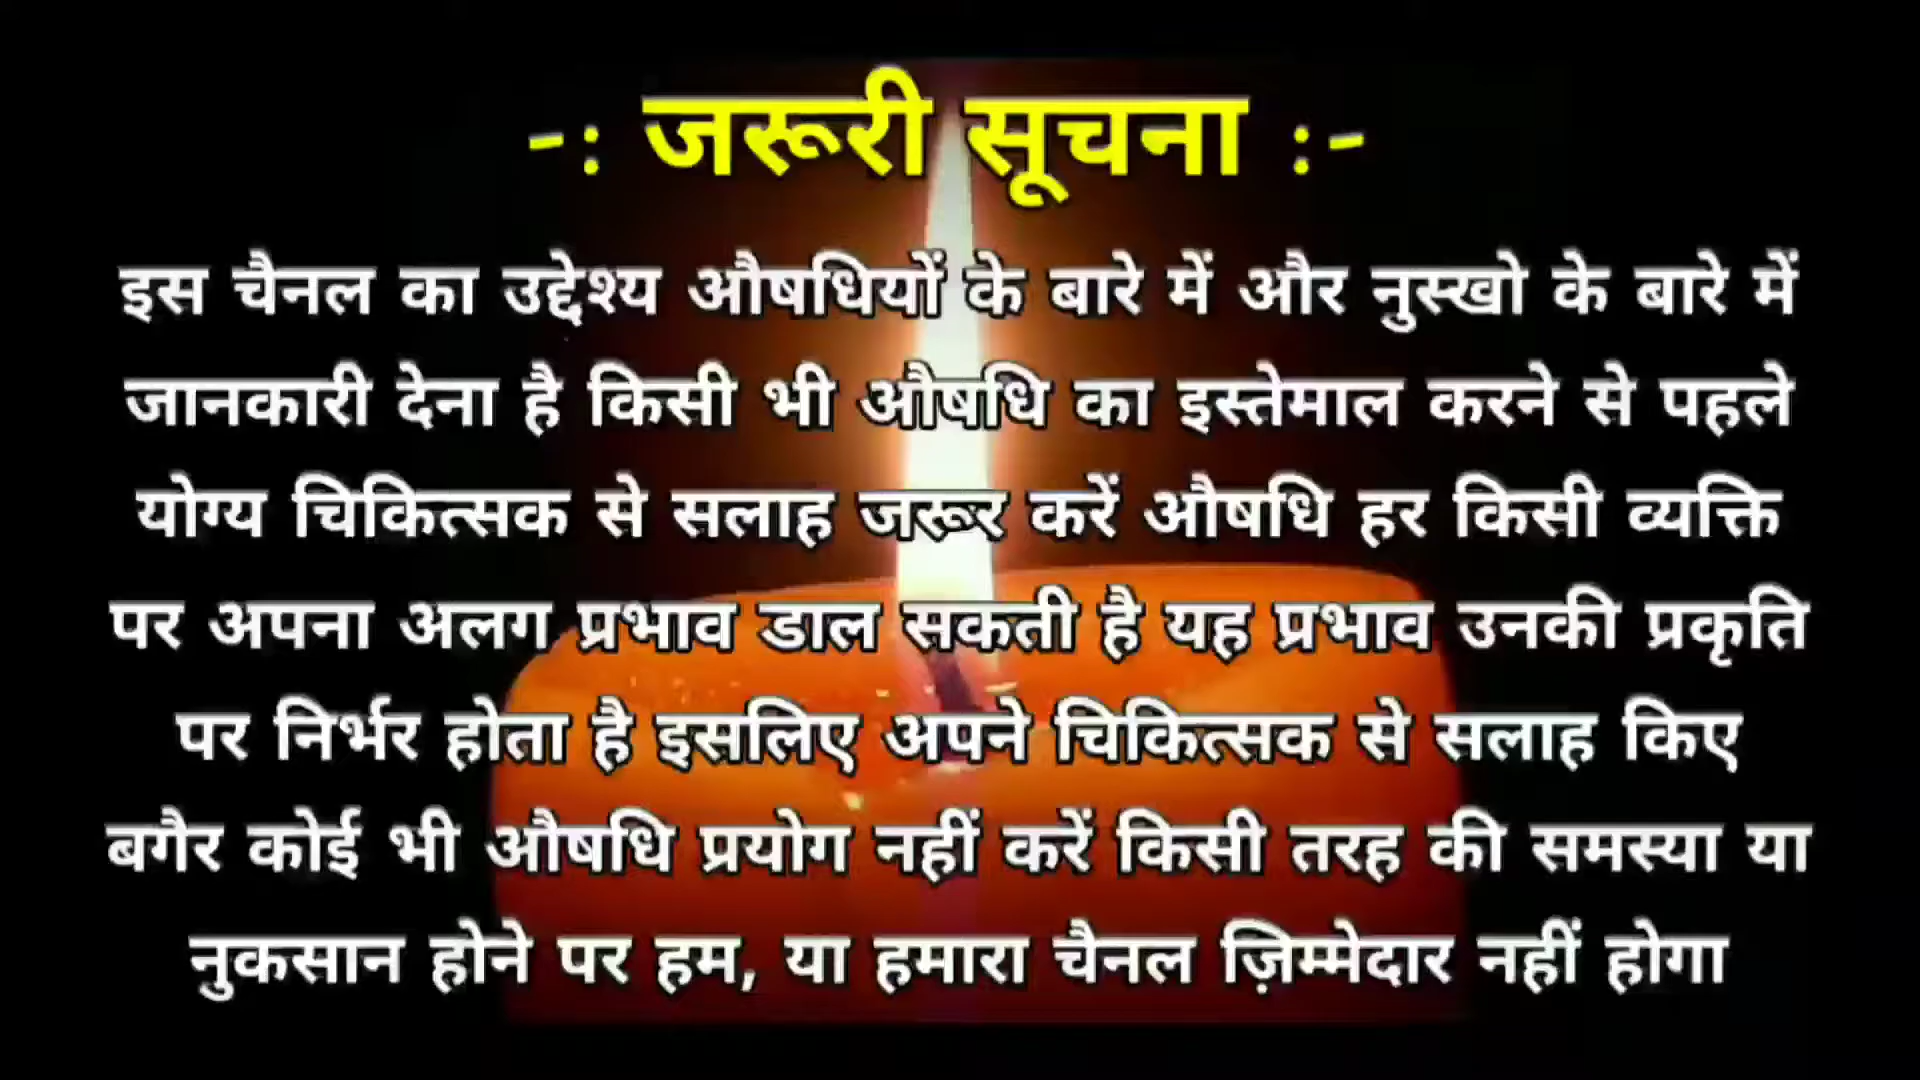 -: जरूरी सूचना :-
इस चैनल का उद्देश्य औषधियों के बारे में और नुस्खो के बारे में
जानकारी देना है किसी भी औषधि का इस्तेमाल करने से पहले
योग्य चिकित्सक से सलाह जरूर करें औषधि हर किसी व्यक्ति
पर अपना अलग प्रभाव डाल सकती है यह प्रभाव उनकी प्रकृति
पर निर्भर होता है इसलिए अपने चिकित्सक से सलाह किए
बगैर कोई भी औषधि प्रयोग नहीं करें किसी तरह की समस्या या
नुकसान होने पर हम, या हमारा चैनल ज़िम्मेदार नहीं होगा